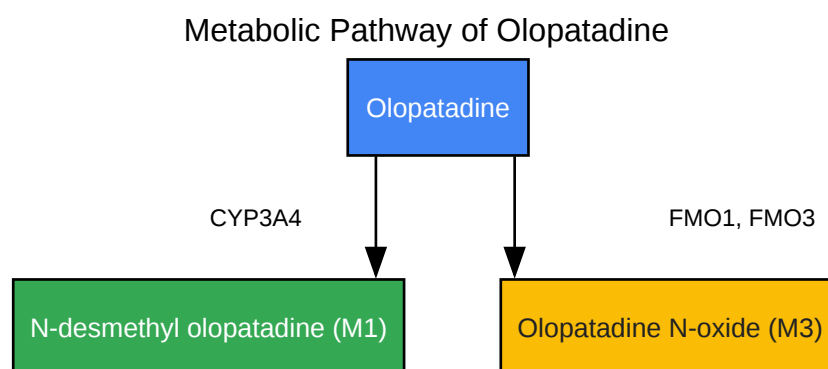 Metabolic Pathway of Olopatadine
Olopatadine
CYP3A4
FMO1, FMO3
N-desmethyl olopatadine (M1)
Olopatadine N-oxide (M3)